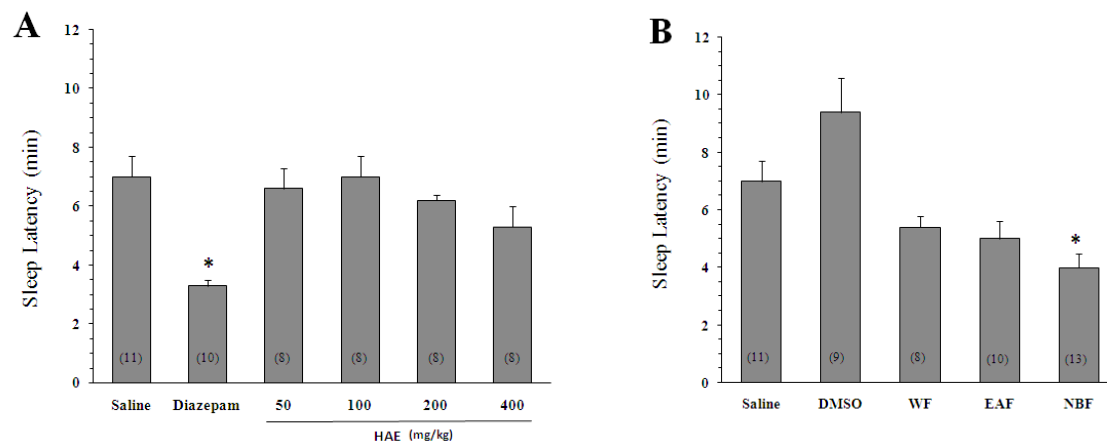 A
Sleep Latency (min)
12
10
8
6
4
2
0
*
(11) (10) (8) (8) (8) (8)
Saline Diazepam 50 100 200 400
HAE (mg/kg)
B
Sleep Latency (min)
12
10
8
6
4
2
0
*
(11) (9) (8) (10) (13)
Saline DMSO WF EAF NBF